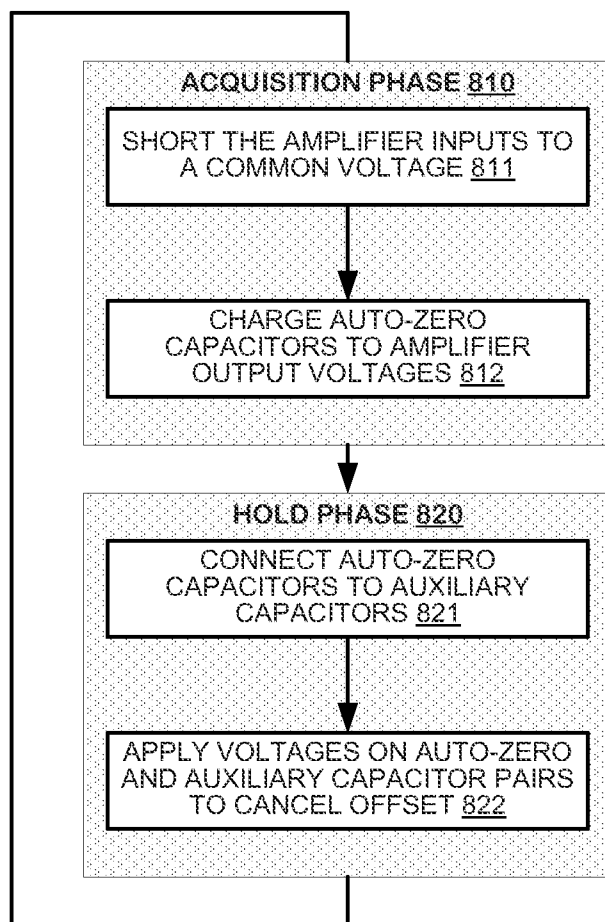 ACQUISITION PHASE 810
SHORT THE AMPLIFIER INPUTS TO
A COMMON VOLTAGE 811
CHARGE AUTO-ZERO
CAPACITORS TO AMPLIFIER
OUTPUT VOLTAGES 812
HOLD PHASE 820
CONNECT AUTO-ZERO
CAPACITORS TO AUXILIARY
CAPACITORS 821
APPLY VOLTAGES ON AUTO-ZERO
AND AUXILIARY CAPACITOR PAIRS
TO CANCEL OFFSET 822